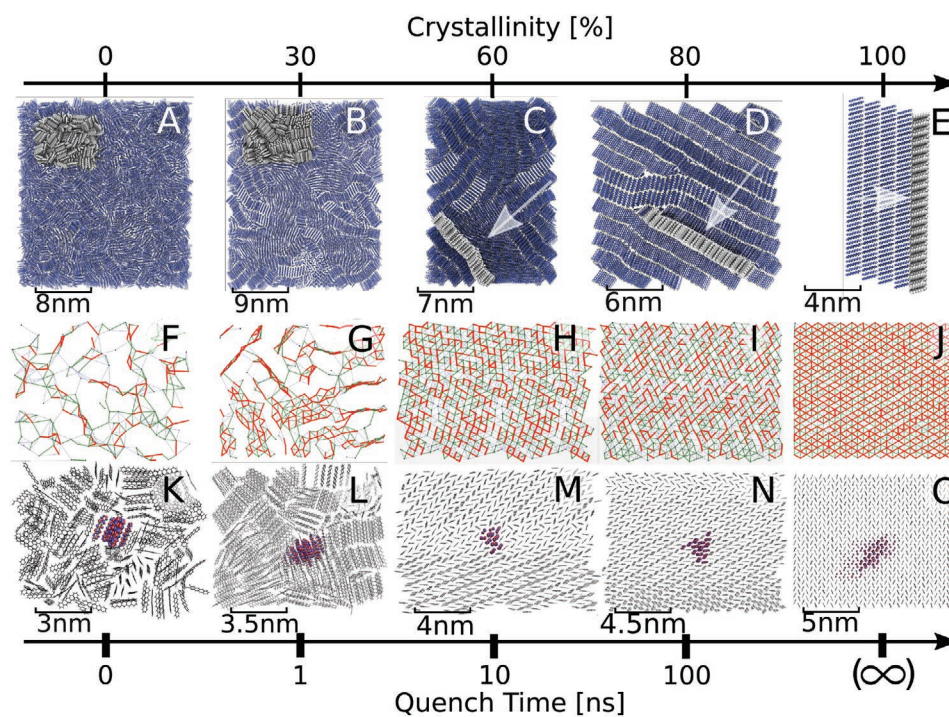 Crystallinity [%]
0 30 60 80 100
A B C D E
8nm 9nm 7nm 6nm 4nm
F G H I J
K L M N O
3nm 3.5nm 4nm 4.5nm 5nm
0 1 10 100 (∞)
Quench Time [ns]